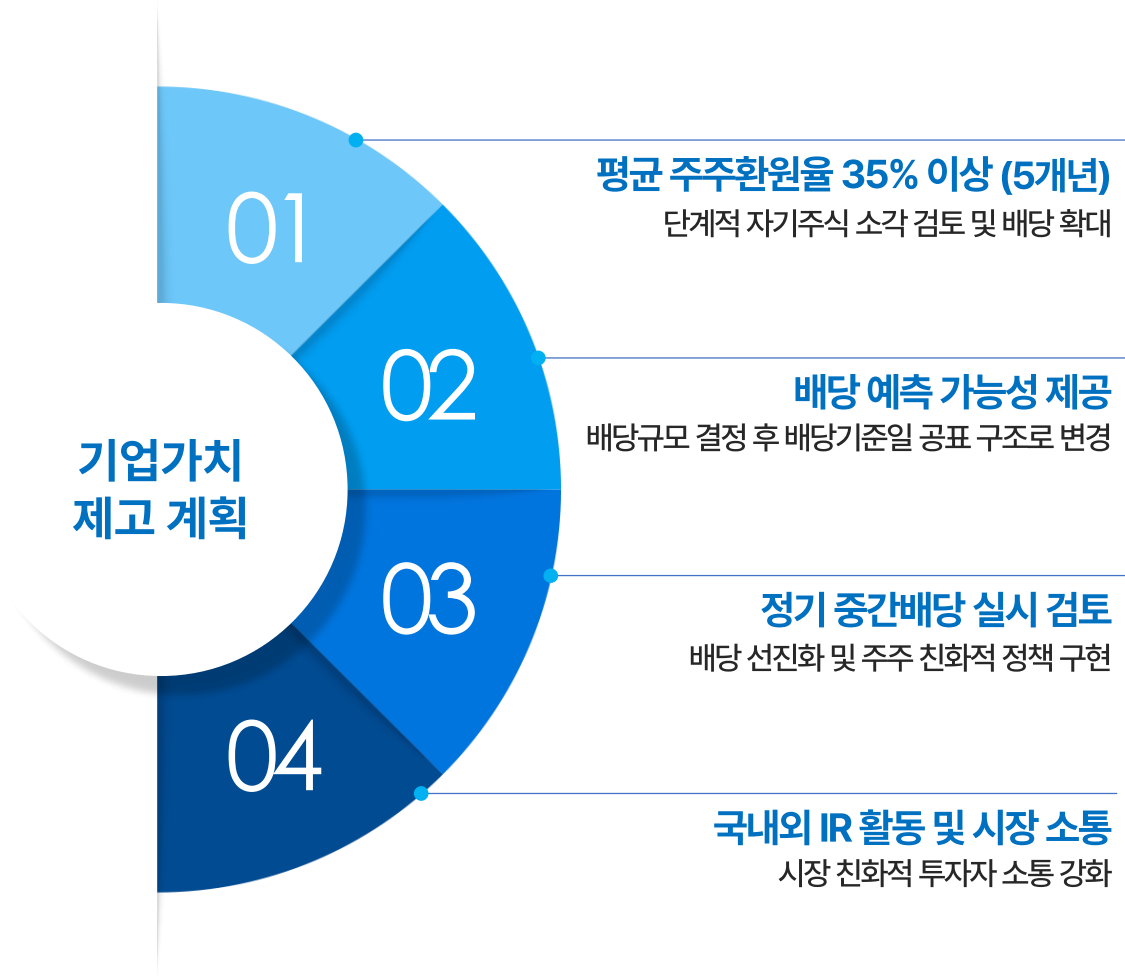 기업가치
제고 계획
01
평균 주주환원율 35% 이상 (5개년)
단계적 자기주식 소각 검토 및 배당 확대
02
배당 예측 가능성 제공
배당규모 결정 후 배당기준일 공표 구조로 변경
03
정기 중간배당 실시 검토
배당 선진화 및 주주 친화적 정책 구현
04
국내외 IR 활동 및 시장 소통
시장 친화적 투자자 소통 강화